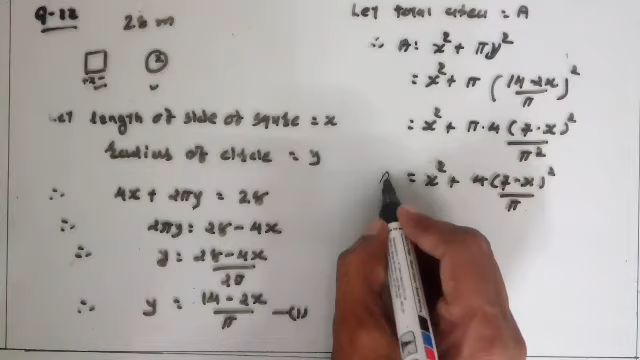 Q-22
28 m
x
Let length of side of squre = x
radius of circle = y
∴ 4x + 2πy = 28
∴ 2πy = 28 - 4x
∴ y = 28 - 4x / 2π
∴ y = 14 - 2x / π —(1)
Let total area = A
∴ A = x² + πy²
= x² + π (14 - 2x / π)²
= x² + π · 4 (7 - x)² / π²
= x² + 4 (7 - x)² / π